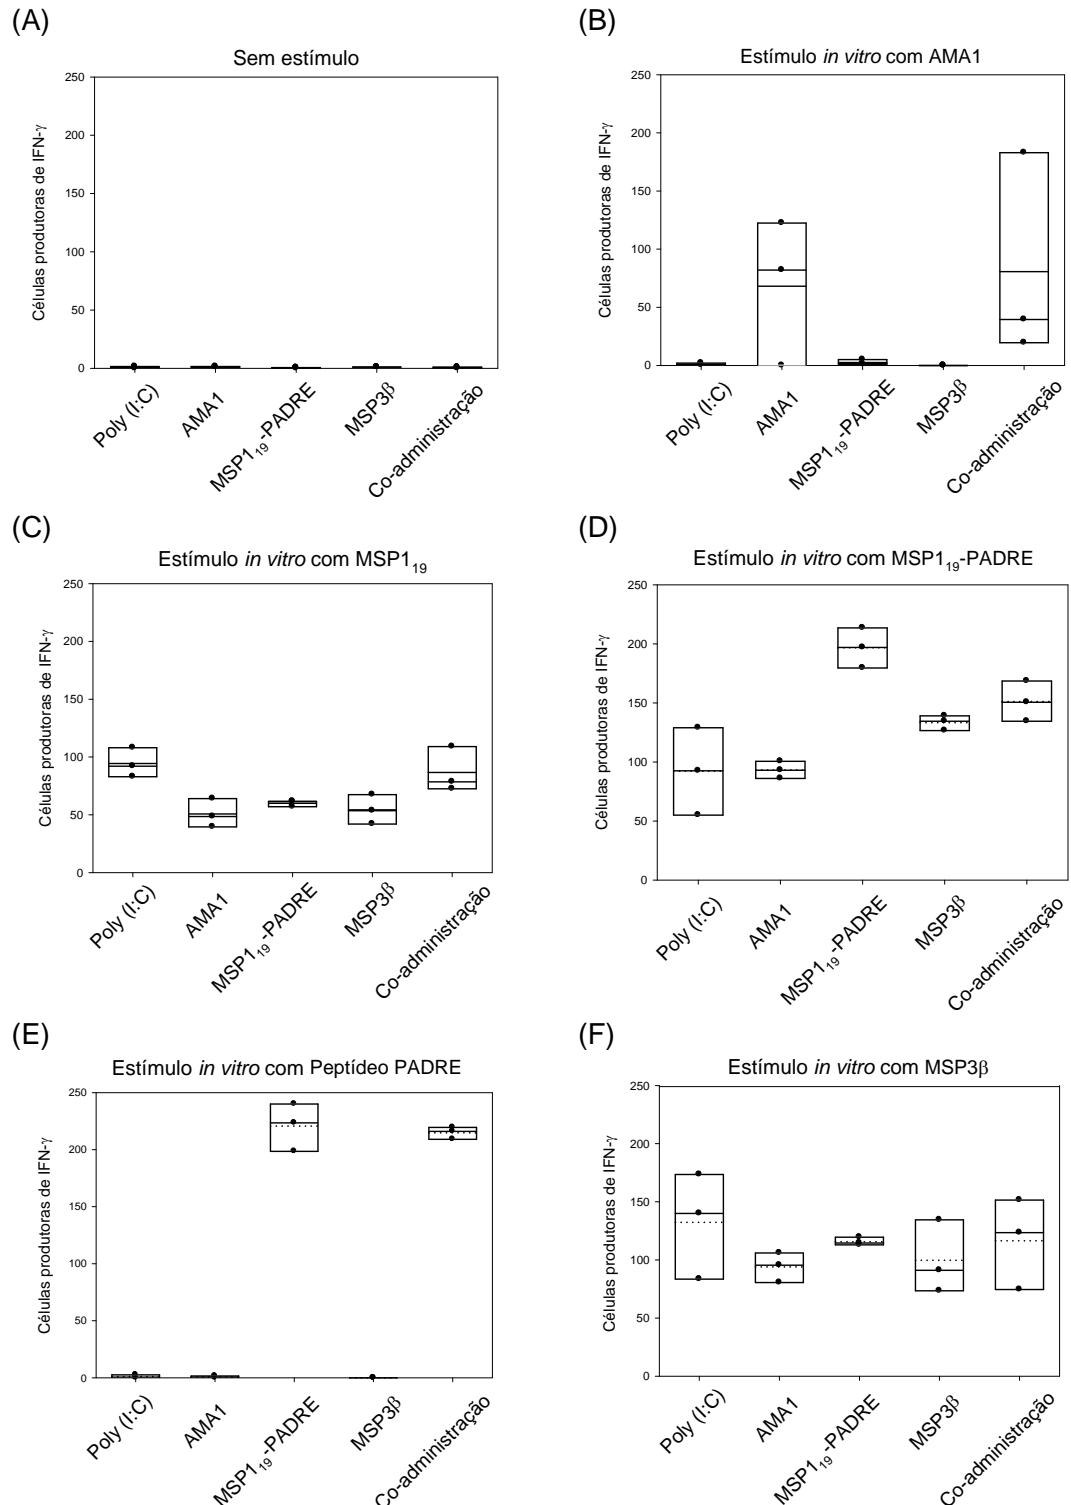 (A)
Sem estímulo
Células produtoras de IFN-γ
250
200
150
100
50
0
Poly (I:C)
AMA1
MSP1₁₉-PADRE
MSP3β
Co-administração
(B)
Estímulo in vitro com AMA1
Células produtoras de IFN-γ
250
200
150
100
50
0
Poly (I:C)
AMA1
MSP1₁₉-PADRE
MSP3β
Co-administração
(C)
Estímulo in vitro com MSP1₁₉
Células produtoras de IFN-γ
250
200
150
100
50
0
Poly (I:C)
AMA1
MSP1₁₉-PADRE
MSP3β
Co-administração
(D)
Estímulo in vitro com MSP1₁₉-PADRE
Células produtoras de IFN-γ
250
200
150
100
50
0
Poly (I:C)
AMA1
MSP1₁₉-PADRE
MSP3β
Co-administração
(E)
Estímulo in vitro com Peptídeo PADRE
Células produtoras de IFN-γ
250
200
150
100
50
0
Poly (I:C)
AMA1
MSP1₁₉-PADRE
MSP3β
Co-administração
(F)
Estímulo in vitro com MSP3β
Células produtoras de IFN-γ
250
200
150
100
50
0
Poly (I:C)
AMA1
MSP1₁₉-PADRE
MSP3β
Co-administração